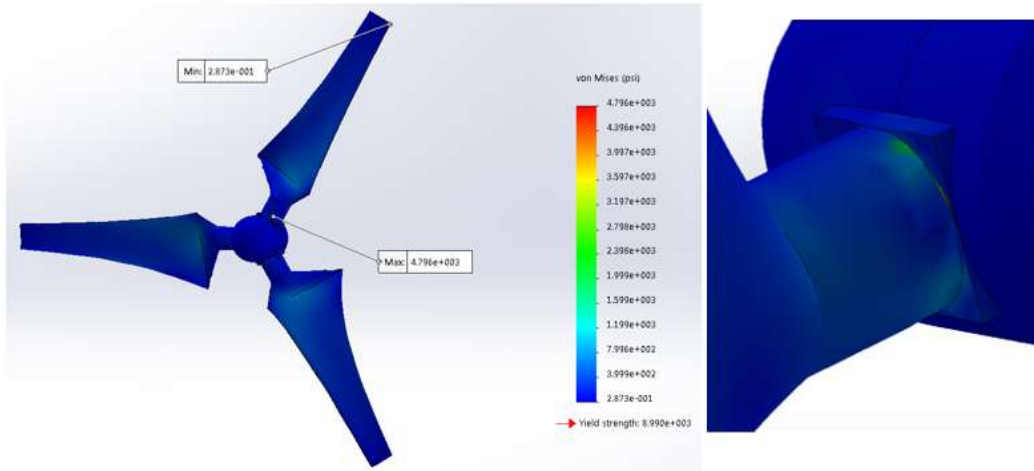 Min: 2.873e-001
Max: 4.796e+003
von Mises (psi)
4.796e+003
4.396e+003
3.997e+003
3.597e+003
3.197e+003
2.798e+003
2.398e+003
1.999e+003
1.599e+003
1.199e+003
7.996e+002
3.999e+002
2.873e-001
Yield strength: 8.990e+003